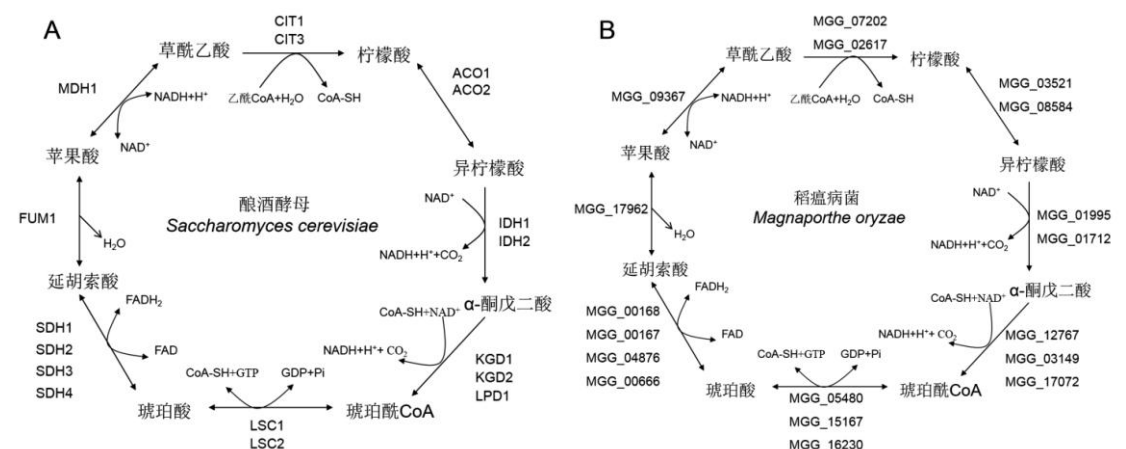 A
CIT1
CIT3
草酰乙酸
柠檬酸
MDH1
NADH+H⁺
NAD⁺
乙酰CoA+H₂O
CoA-SH
ACO1
ACO2
苹果酸
异柠檬酸
酿酒酵母
Saccharomyces cerevisiae
NAD⁺
IDH1
IDH2
NADH+H⁺+CO₂
FUM1
H₂O
延胡索酸
α-酮戊二酸
FADH₂
FAD
SDH1
SDH2
SDH3
SDH4
CoA-SH+NAD⁺
NADH+H⁺+ CO₂
KGD1
KGD2
LPD1
CoA-SH+GTP
GDP+Pi
琥珀酸
琥珀酰CoA
LSC1
LSC2
B
MGG_07202
MGG_02617
草酰乙酸
柠檬酸
MGG_09367
NADH+H⁺
NAD⁺
乙酰CoA+H₂O
CoA-SH
MGG_03521
MGG_08584
苹果酸
异柠檬酸
稻瘟病菌
Magnaporthe oryzae
NAD⁺
MGG_01995
MGG_01712
NADH+H⁺+CO₂
MGG_17962
H₂O
延胡索酸
α-酮戊二酸
FADH₂
FAD
MGG_00168
MGG_00167
MGG_04876
MGG_00666
CoA-SH+NAD⁺
NADH+H⁺+ CO₂
MGG_12767
MGG_03149
MGG_17072
CoA-SH+GTP
GDP+Pi
琥珀酸
琥珀酰CoA
MGG_05480
MGG_15167
MGG_16230